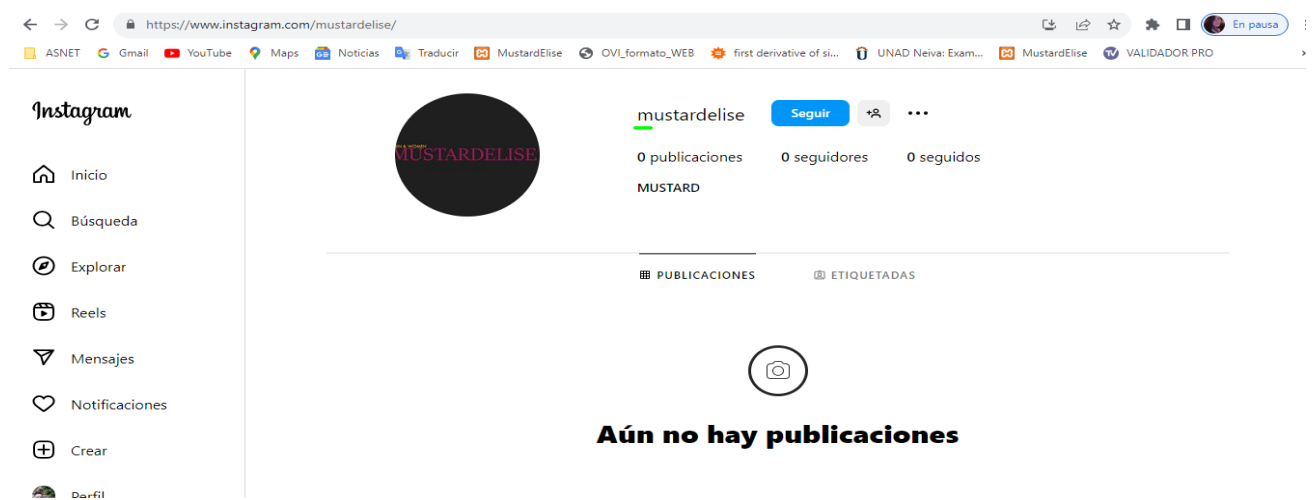 https://www.instagram.com/mustardelise/
En pausa
ASNET Gmail YouTube Maps GE Noticias Traducir MustardElise OVI_formato_WEB first derivative of si... UNAD Neiva: Exam... MustardElise VALIDADOR PRO
Instagram
Inicio
Búsqueda
Explorar
Reels
Mensajes
Notificaciones
Crear
Perfil
MUSTARDELISE
mustardelise Seguir
0 publicaciones 0 seguidores 0 seguidos
MUSTARD
PUBLICACIONES ETIQUETADAS
Aún no hay publicaciones